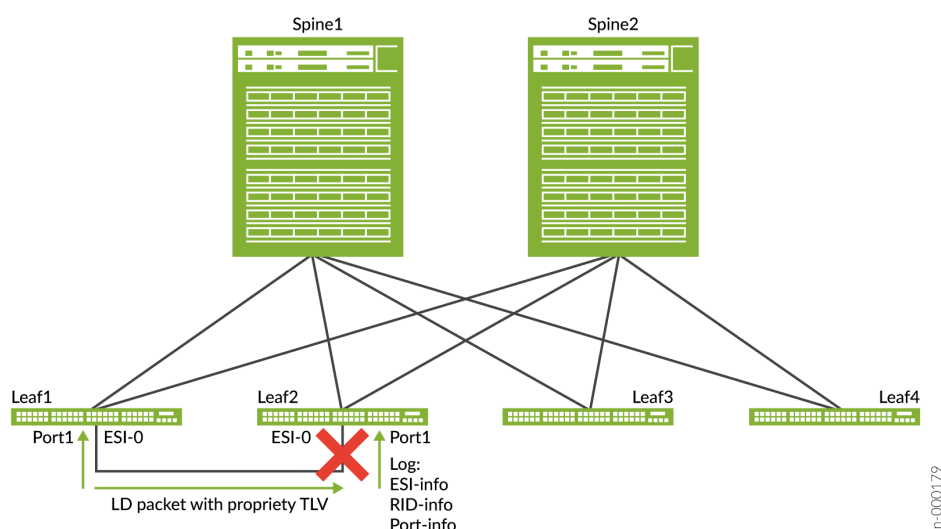 Spine1
Spine2
Leaf1
Leaf2
Leaf3
Leaf4
Port1
ESI-0
ESI-0
Port1
Log:
ESI-info
RID-info
Port-info
LD packet with propriety TLV
n-000179